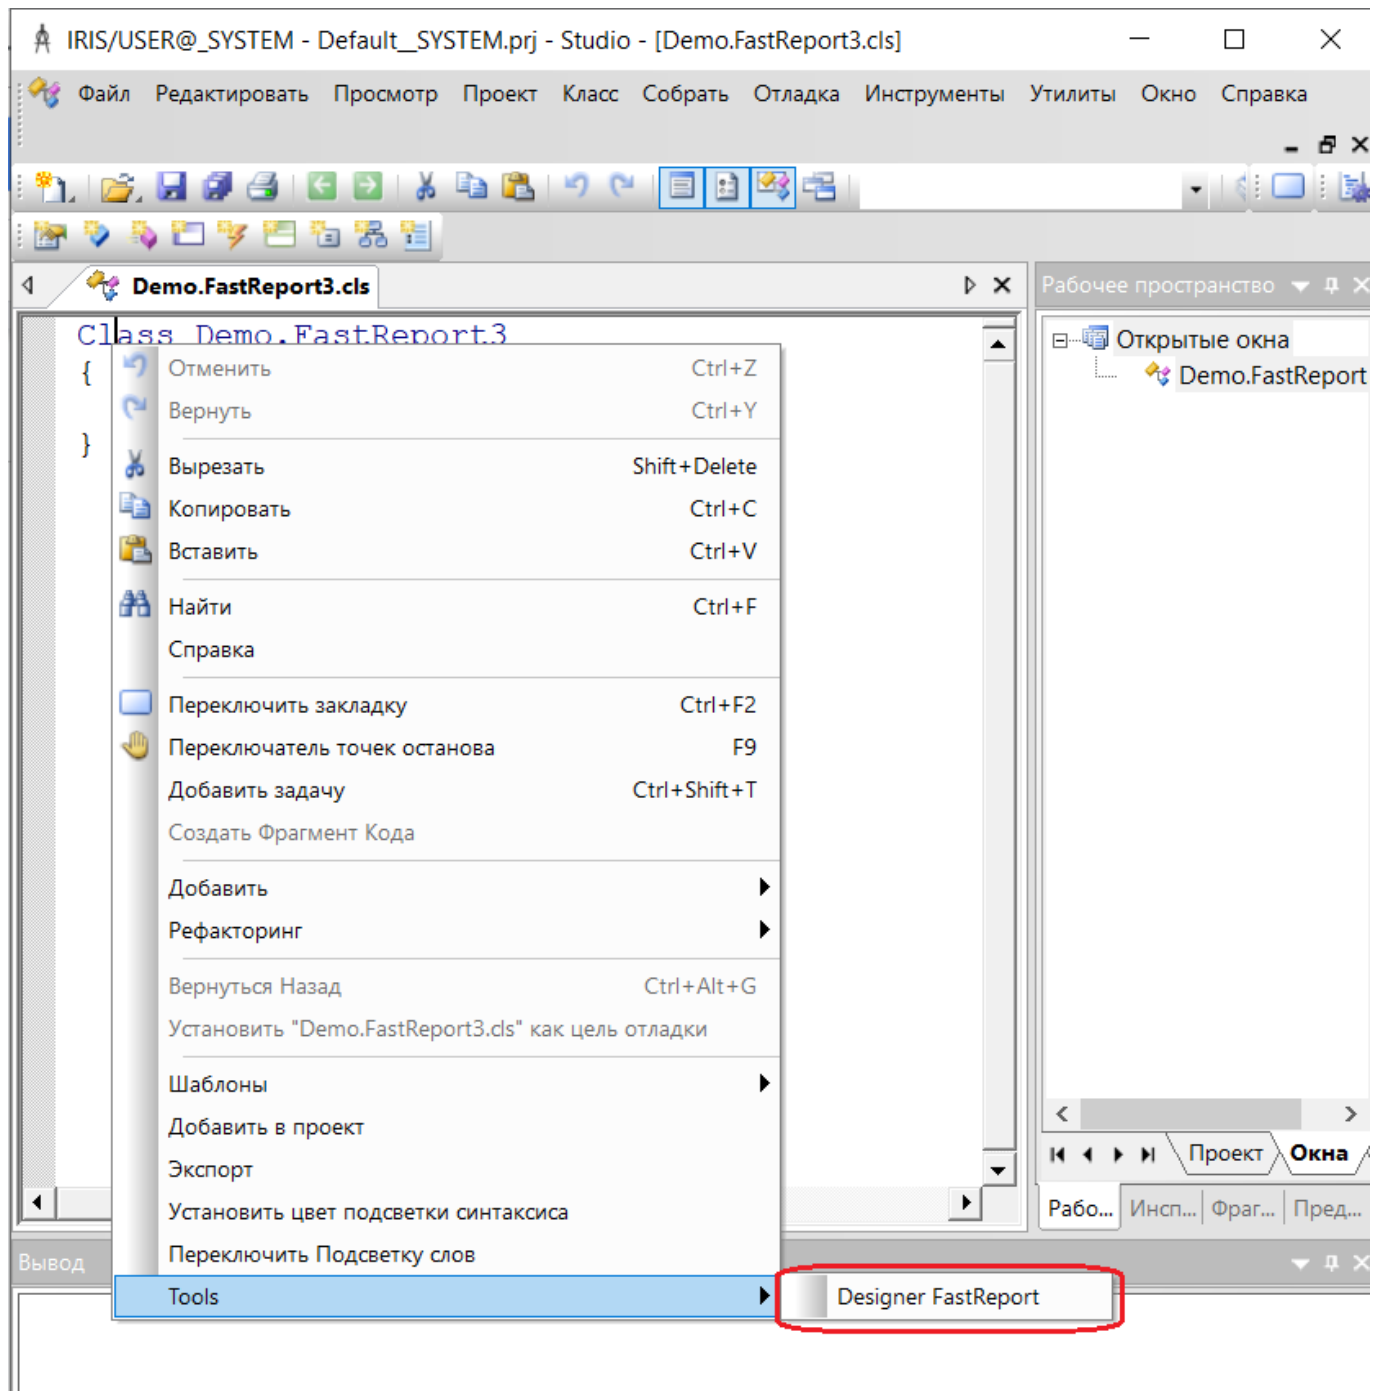 IRIS/USER@_SYSTEM - Default__SYSTEM.prj - Studio - [Demo.FastReport3.cls]
Файл Редактировать Просмотр Проект Класс Собрать Отладка Инструменты Утилиты Окно Справка
Demo.FastReport3.cls
Рабочее пространство
Class Demo.FastReport3
{
}
Открытые окна
Demo.FastReport
Отменить Ctrl+Z
Вернуть Ctrl+Y
Вырезать Shift+Delete
Копировать Ctrl+C
Вставить Ctrl+V
Найти Ctrl+F
Справка
Переключить закладку Ctrl+F2
Переключатель точек останова F9
Добавить задачу Ctrl+Shift+T
Создать Фрагмент Кода
Добавить
Рефакторинг
Вернуться Назад Ctrl+Alt+G
Установить "Demo.FastReport3.cls" как цель отладки
Шаблоны
Добавить в проект
Экспорт
Установить цвет подсветки синтаксиса
Переключить Подсветку слов
Tools
Designer FastReport
Проект Окна
Рабо... Инсп... Фраг... Пред...
Вывод